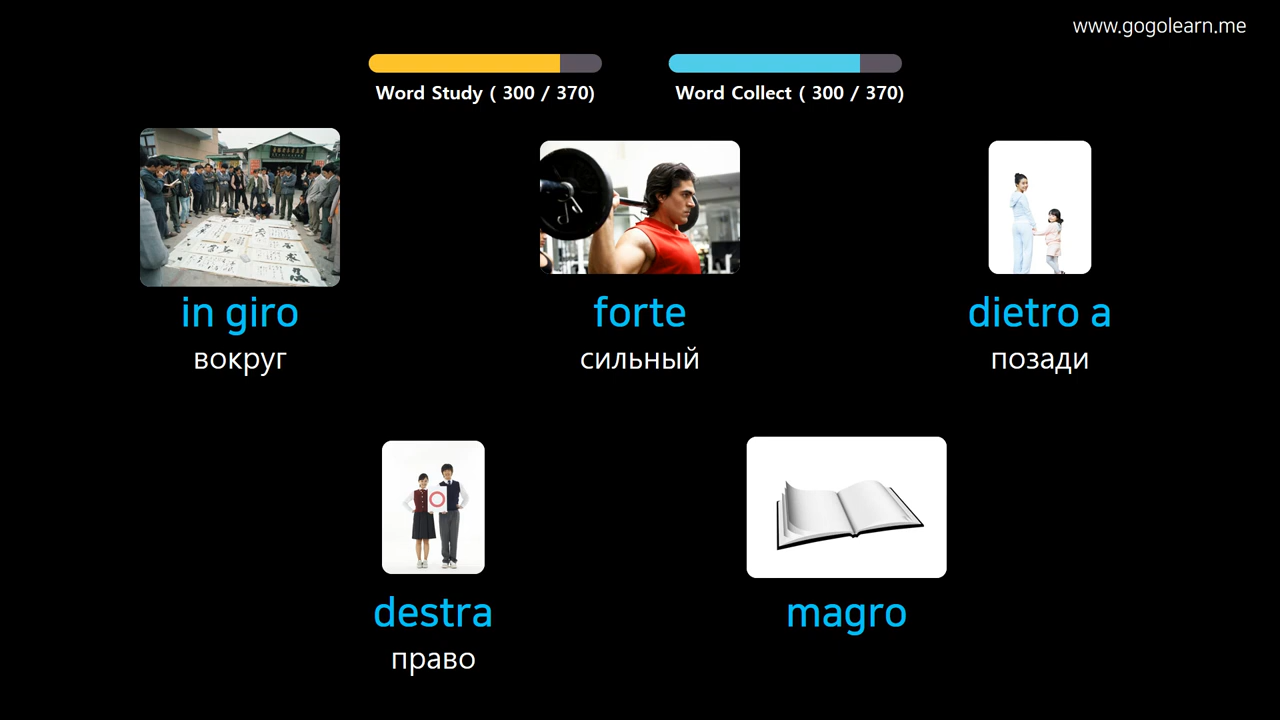 www.gogolearn.me
Word Study ( 300 / 370)
Word Collect ( 300 / 370)
in giro
вокруг
forte
сильный
dietro a
позади
destra
право
magro